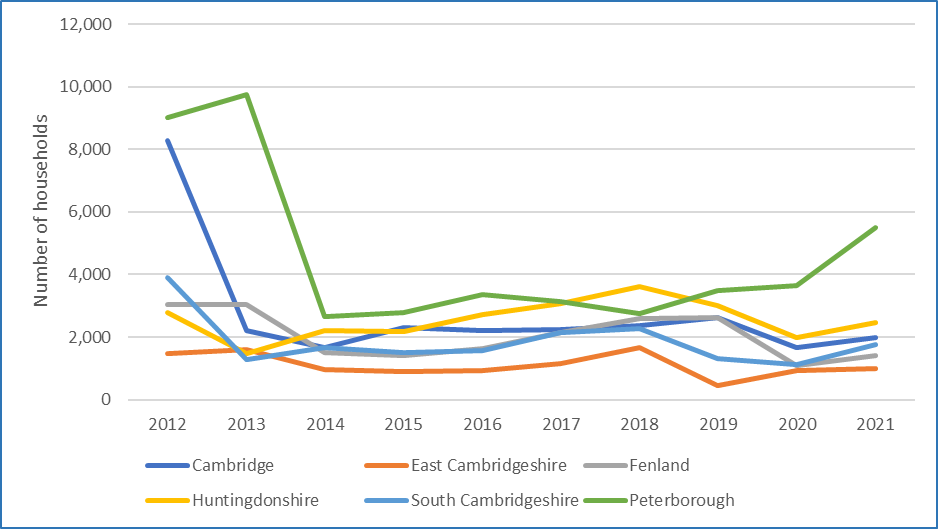 12,000
10,000
8,000
6,000
4,000
2,000
0
Number of households
2012 2013 2014 2015 2016 2017 2018 2019 2020 2021
Cambridge East Cambridgeshire Fenland
Huntingdonshire South Cambridgeshire Peterborough